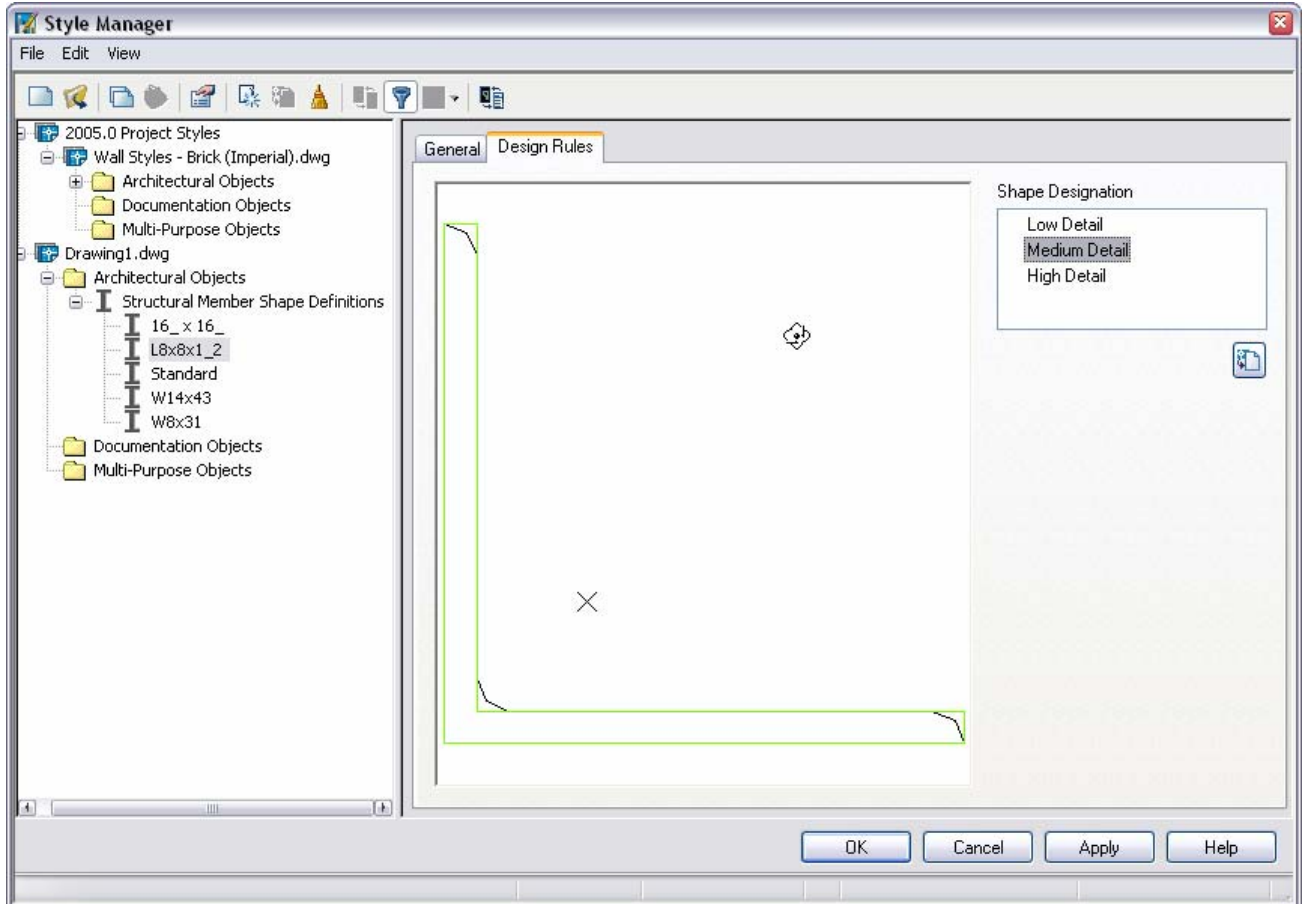 Style Manager
File Edit View
2005.0 Project Styles
Wall Styles - Brick (Imperial).dwg
Architectural Objects
Documentation Objects
Multi-Purpose Objects
Drawing1.dwg
Architectural Objects
Structural Member Shape Definitions
16_ x 16_
L8x8x1_2
Standard
W14x43
W8x31
Documentation Objects
Multi-Purpose Objects
General Design Rules
Shape Designation
Low Detail
Medium Detail
High Detail
OK Cancel Apply Help